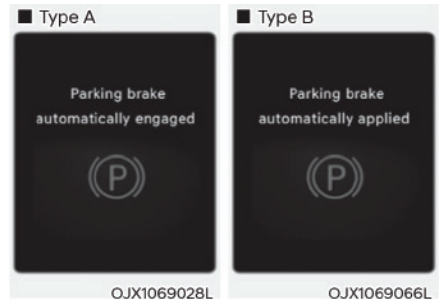 ■ Type A
Parking brake
automatically engaged
P
OJX1069028L
■ Type B
Parking brake
automatically applied
P
OJX1069066L